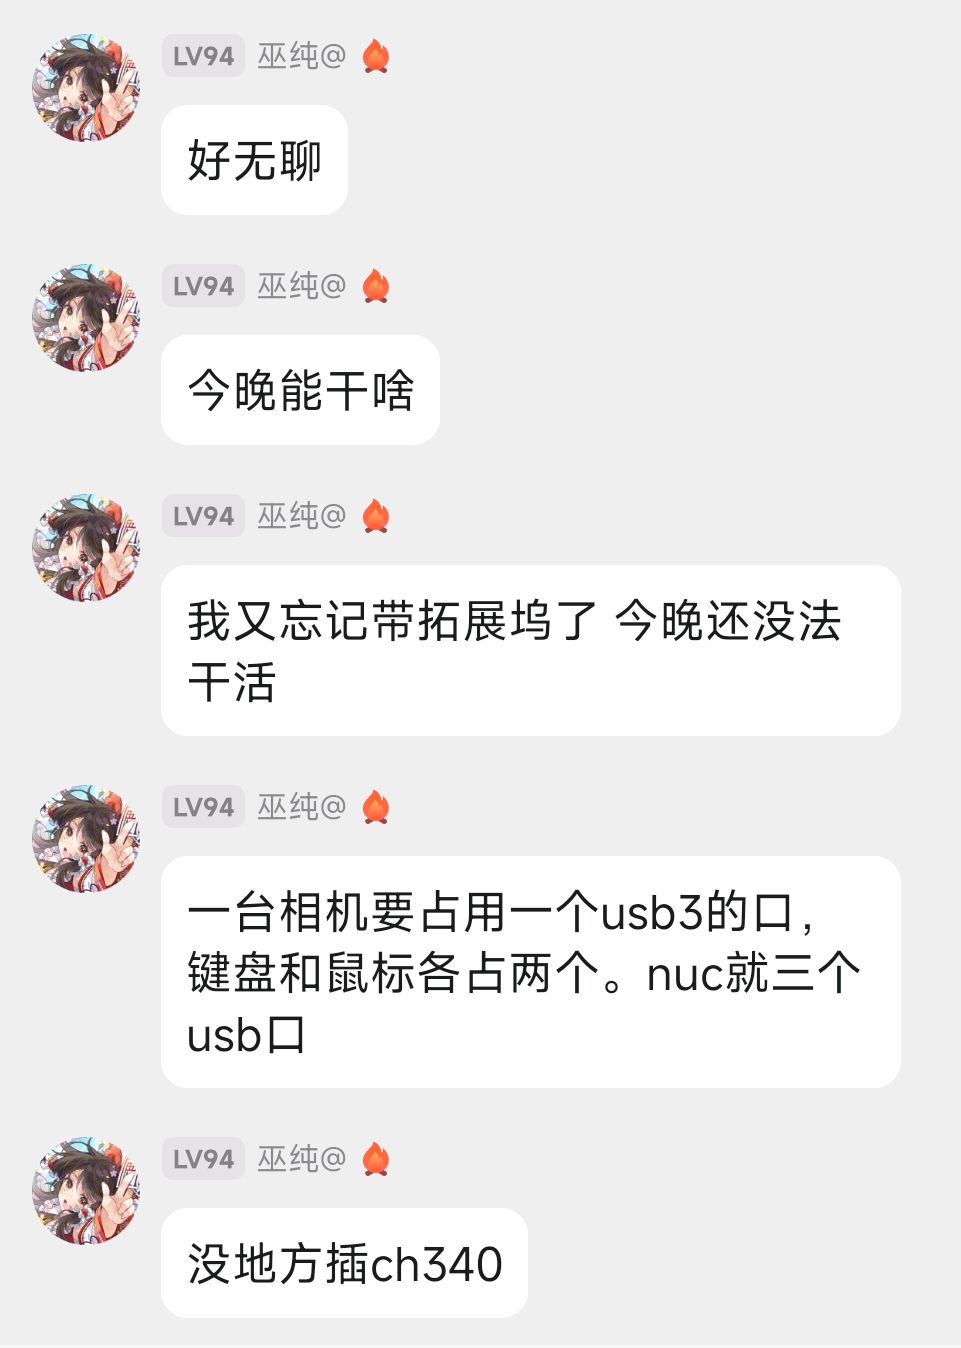 LV94 巫纯@🔥
好无聊
LV94 巫纯@🔥
今晚能干啥
LV94 巫纯@🔥
我又忘记带拓展坞了 今晚还没法
干活
LV94 巫纯@🔥
一台相机要占用一个usb3的口，
键盘和鼠标各占两个。nuc就三个
usb口
LV94 巫纯@🔥
没地方插ch340